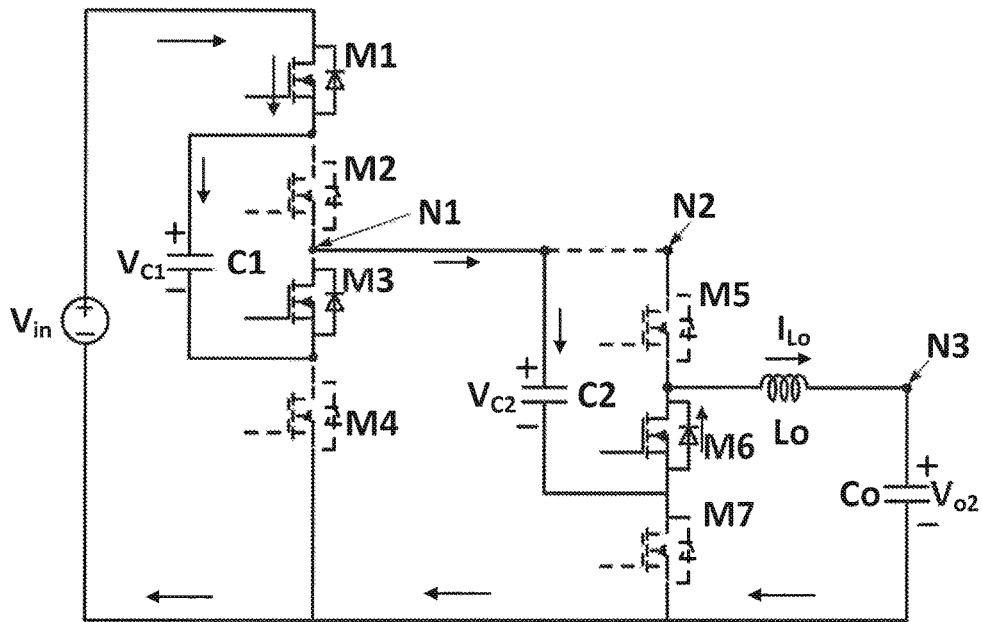 M1
M2
N1
N2
+
V_C1
C1
−
M3
M5
V_in
+
−
I_Lo
N3
+
V_C2
C2
−
M4
Lo
M6
+
Co
V_o2
−
M7